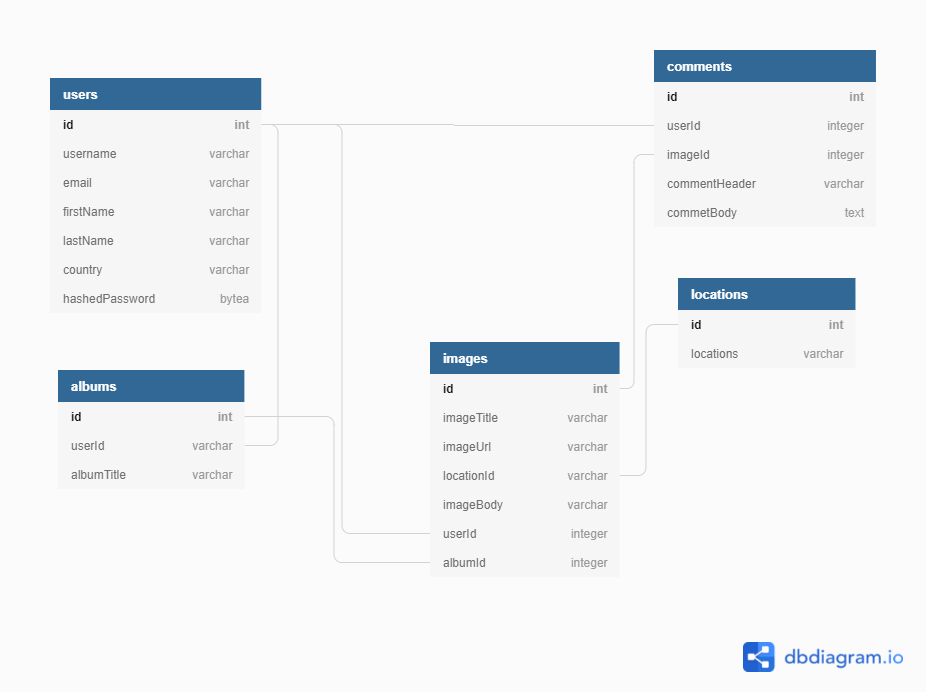 users
id int
username varchar
email varchar
firstName varchar
lastName varchar
country varchar
hashedPassword bytea
albums
id int
userId varchar
albumTitle varchar
images
id int
imageTitle varchar
imageUrl varchar
locationId varchar
imageBody varchar
userId integer
albumId integer
comments
id int
userId integer
imageId integer
commentHeader varchar
commetBody text
locations
id int
locations varchar
dbdiagram.io